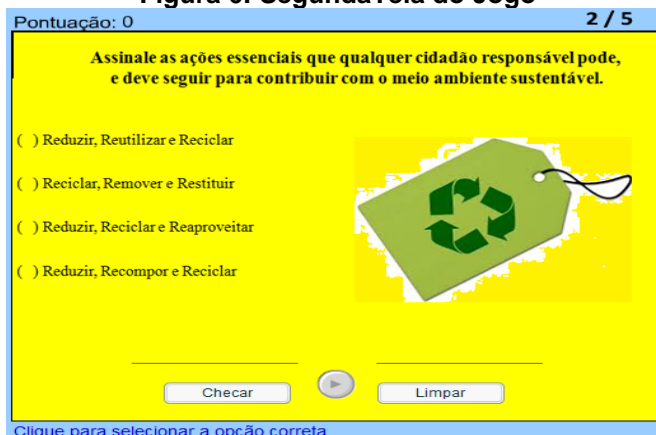 Figura 6: Segunda Tela do Jogo
Pontuação: 0
2 / 5
Assinale as ações essenciais que qualquer cidadão responsável pode,
e deve seguir para contribuir com o meio ambiente sustentável.
( ) Reduzir, Reutilizar e Reciclar
( ) Reciclar, Remover e Restituir
( ) Reduzir, Reciclar e Reaproveitar
( ) Reduzir, Recompor e Reciclar
Checar
Limpar
Clique para selecionar a opção correta